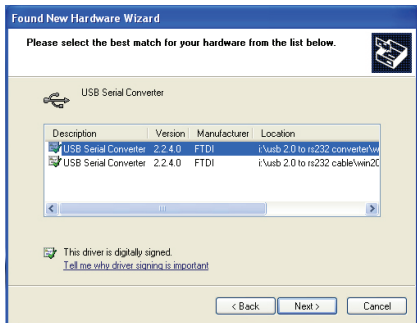 Found New Hardware Wizard
Please select the best match for your hardware from the list below.
USB Serial Converter
Description Version Manufacturer Location
USB Serial Converter 2.2.4.0 FTDI i:\usb 2.0 to rs232 converter\w
USB Serial Converter 2.2.4.0 FTDI i:\usb 2.0 to rs232 cable\win20
This driver is digitally signed.
Tell me why driver signing is important
< Back Next > Cancel